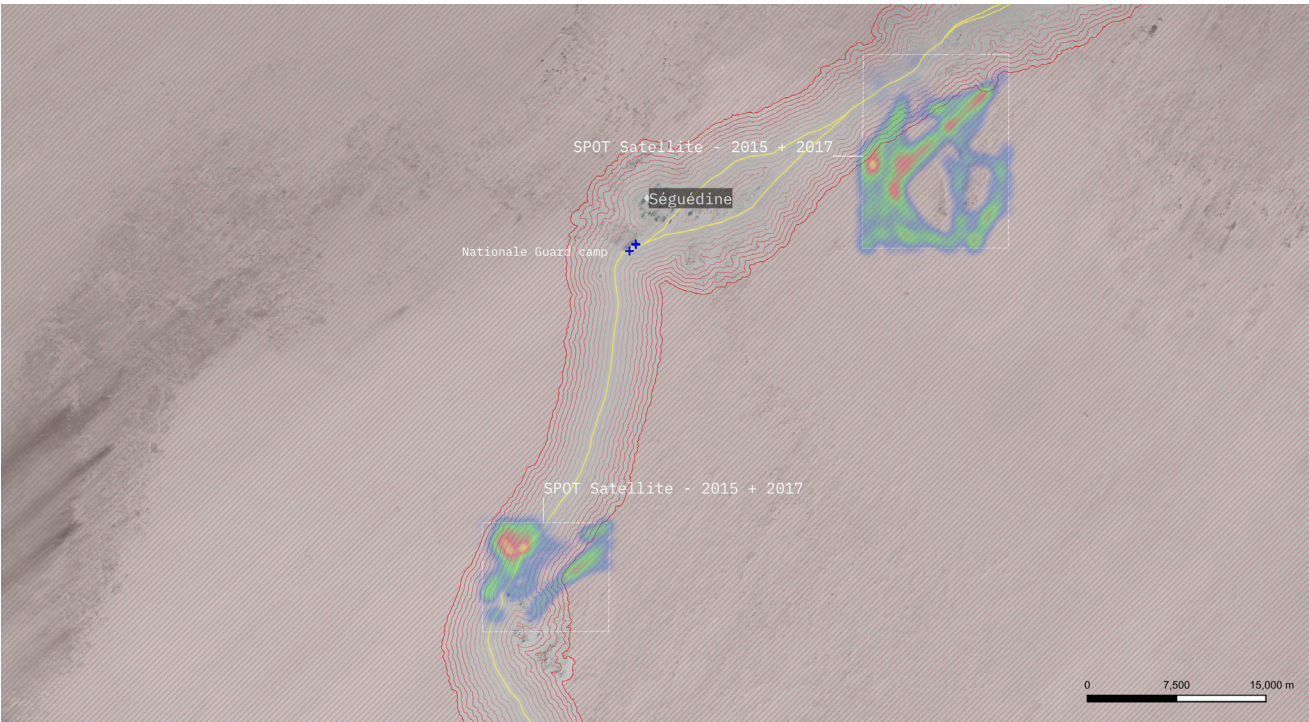 SPOT Satellite - 2015 + 2017
Séguédine
Nationale Guard camp
SPOT Satellite - 2015 + 2017
0 7,500 15,000 m